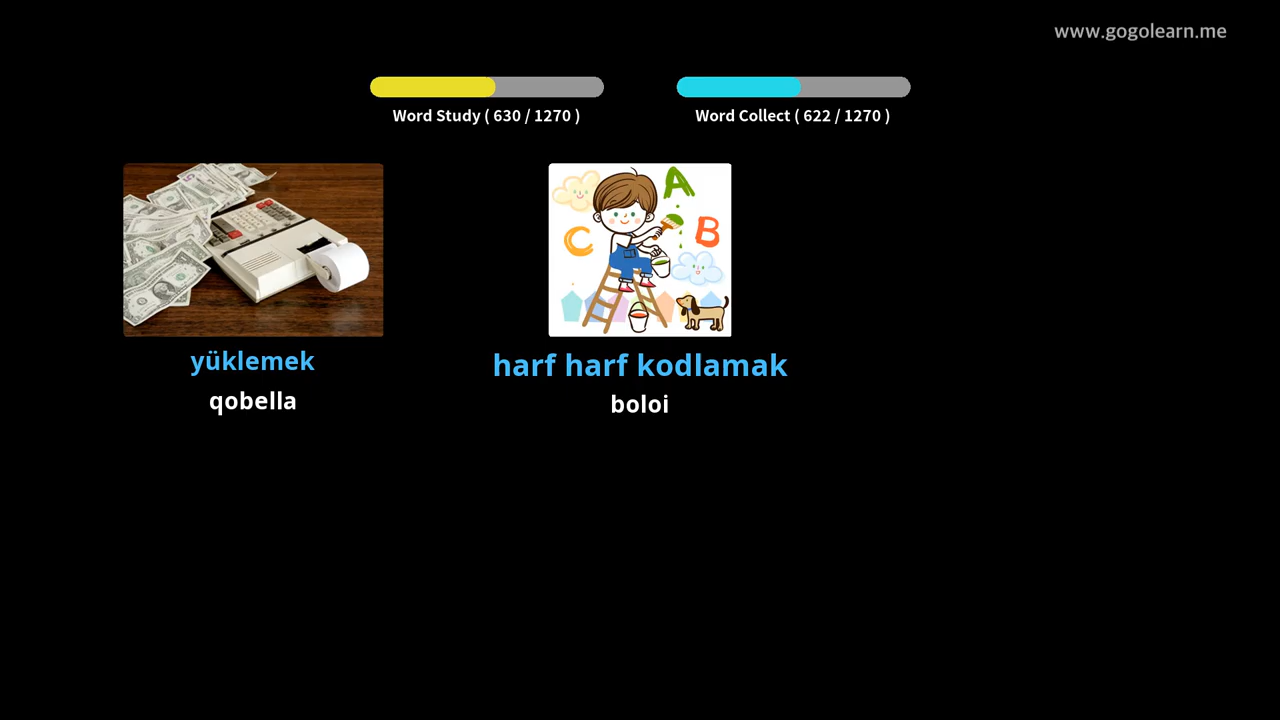 www.gogolearn.me
Word Study ( 630 / 1270 )
Word Collect ( 622 / 1270 )
A
B
C
yüklemek
harf harf kodlamak
qobella
boloi